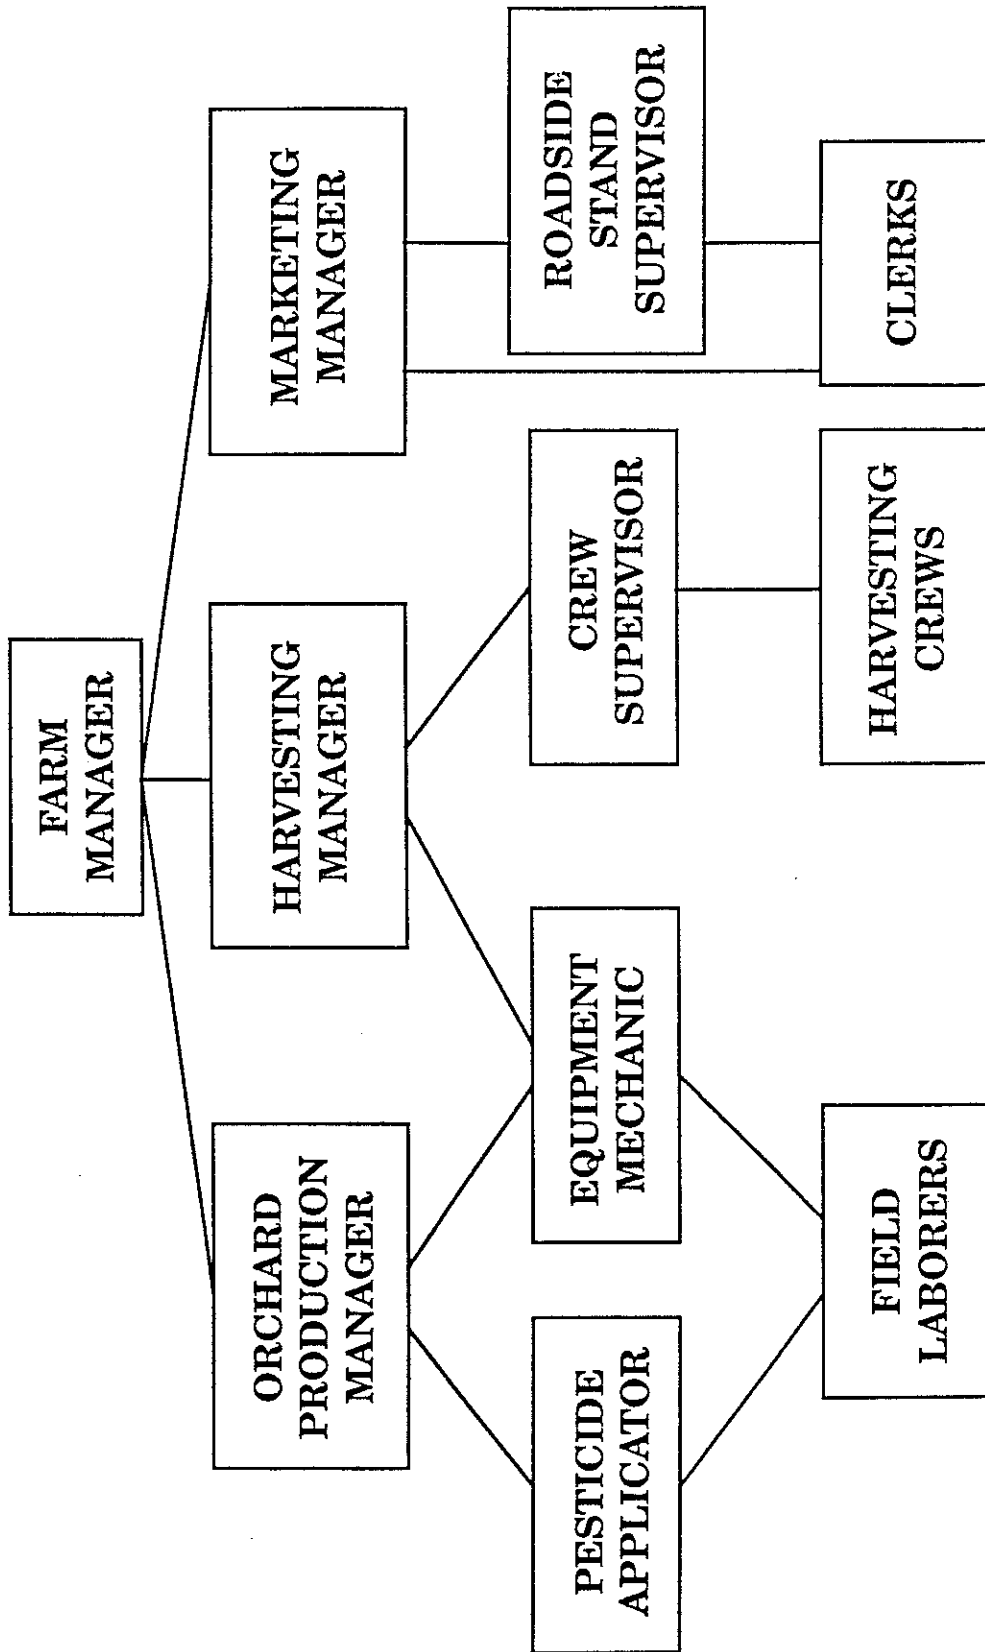 FARM
MANAGER
ORCHARD
PRODUCTION
MANAGER
HARVESTING
MANAGER
MARKETING
MANAGER
PESTICIDE
APPLICATOR
EQUIPMENT
MECHANIC
CREW
SUPERVISOR
ROADSIDE
STAND
SUPERVISOR
FIELD
LABORERS
HARVESTING
CREWS
CLERKS